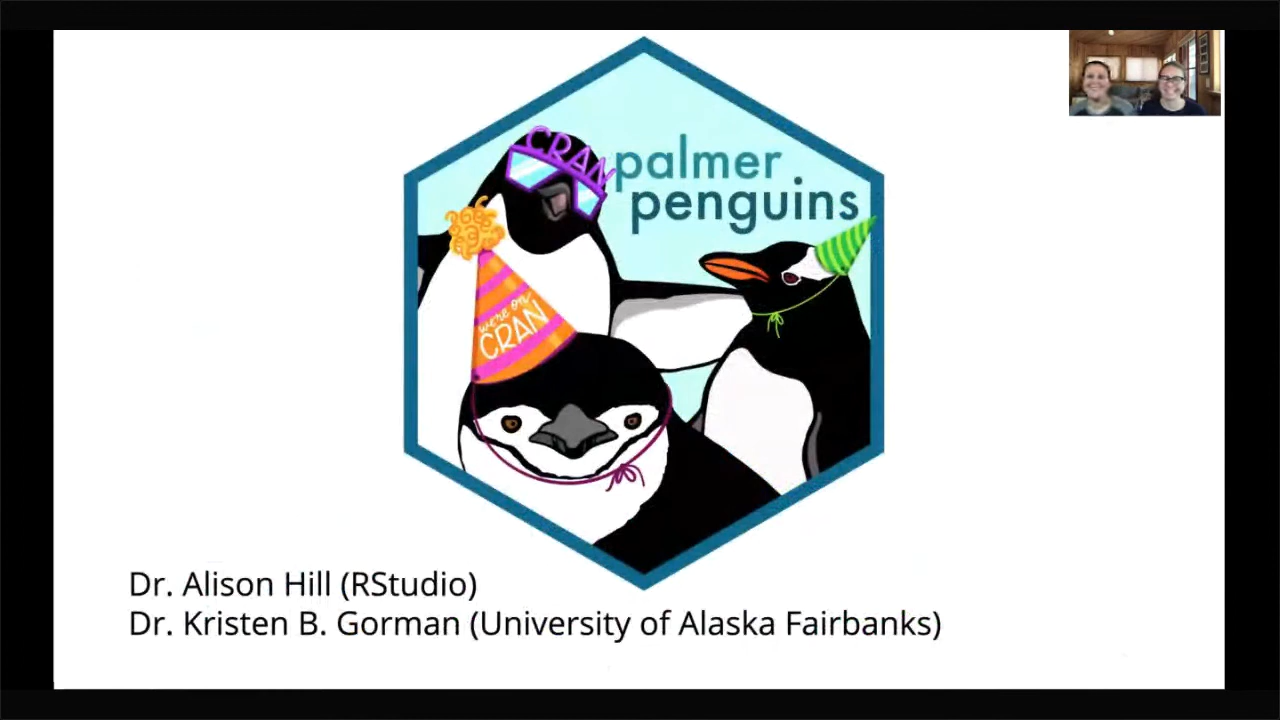 CRAN
palmer
penguins
we're on
CRAN
Dr. Alison Hill (RStudio)
Dr. Kristen B. Gorman (University of Alaska Fairbanks)